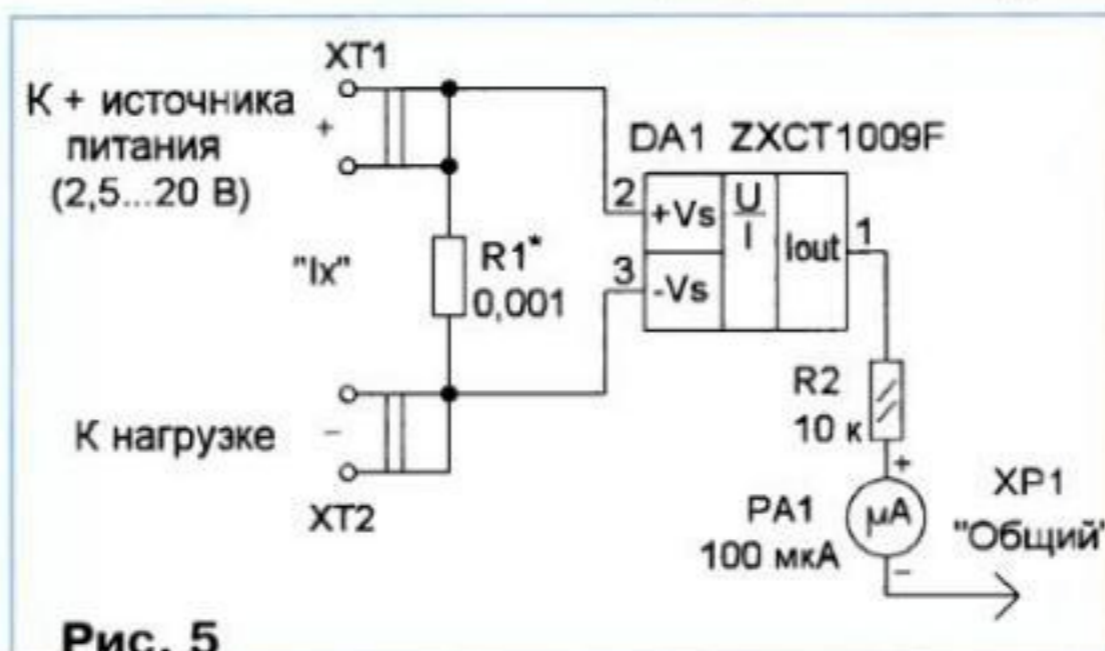 XT1
К + источника
питания
(2,5...20 В)
+
"Ix"
R1*
0,001
К нагрузке
−
XT2
DA1 ZXCT1009F
2
+Vs
U
I
Iout
1
3
-Vs
R2
10 к
+
PA1
100 мкА
μA
−
XP1
"Общий"
Рис. 5